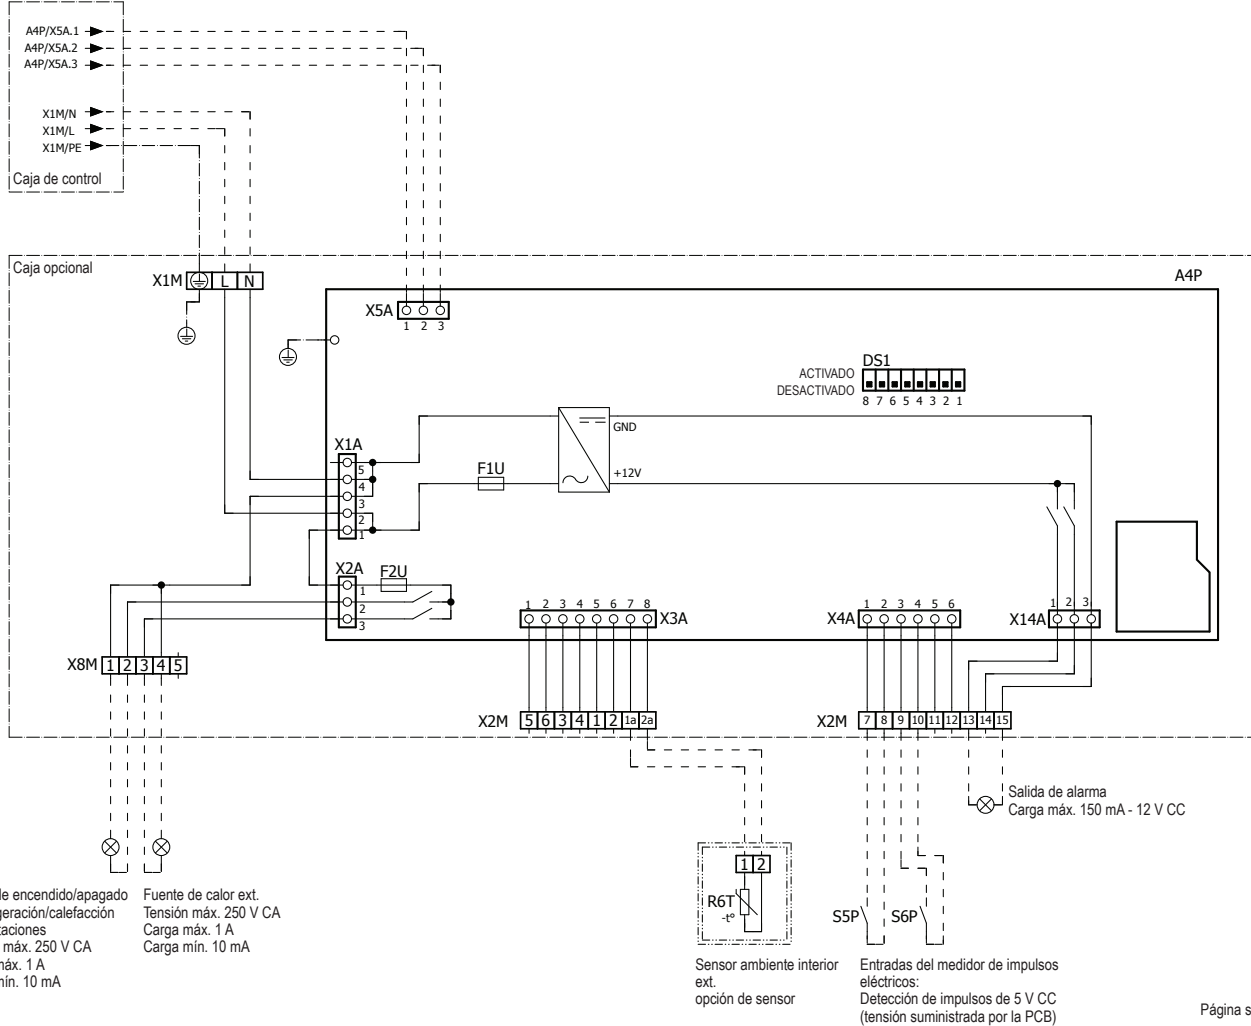 A4P/X5A.1
A4P/X5A.2
A4P/X5A.3
X1M/N
X1M/L
X1M/PE
Caja de control
Caja opcional
X1M
L N
A4P
X5A
1 2 3
DS1
ACTIVADO
DESACTIVADO
8 7 6 5 4 3 2 1
GND
+12V
X1A
5
4
3
2
1
F1U
X2A
1
2
3
F2U
1 2 3 4 5 6 7 8
X3A
X4A
1 2 3 4 5 6
X14A
1 2 3
X8M
1 2 3 4 5
X2M
5 6 3 4 1 2 1a 2a
X2M
7 8 9 10 11 12 13 14 15
Salida de alarma
Carga máx. 150 mA - 12 V CC
1 2
R6T
-t°
S5P
S6P
encendido/apagado
calefacción
máx. 250 V CA
1 A
10 mA
Fuente de calor ext.
Tensión máx. 250 V CA
Carga máx. 1 A
Carga mín. 10 mA
Sensor ambiente interior
ext.
opción de sensor
Entradas del medidor de impulsos
eléctricos:
Detección de impulsos de 5 V CC
(tensión suministrada por la PCB)
Página